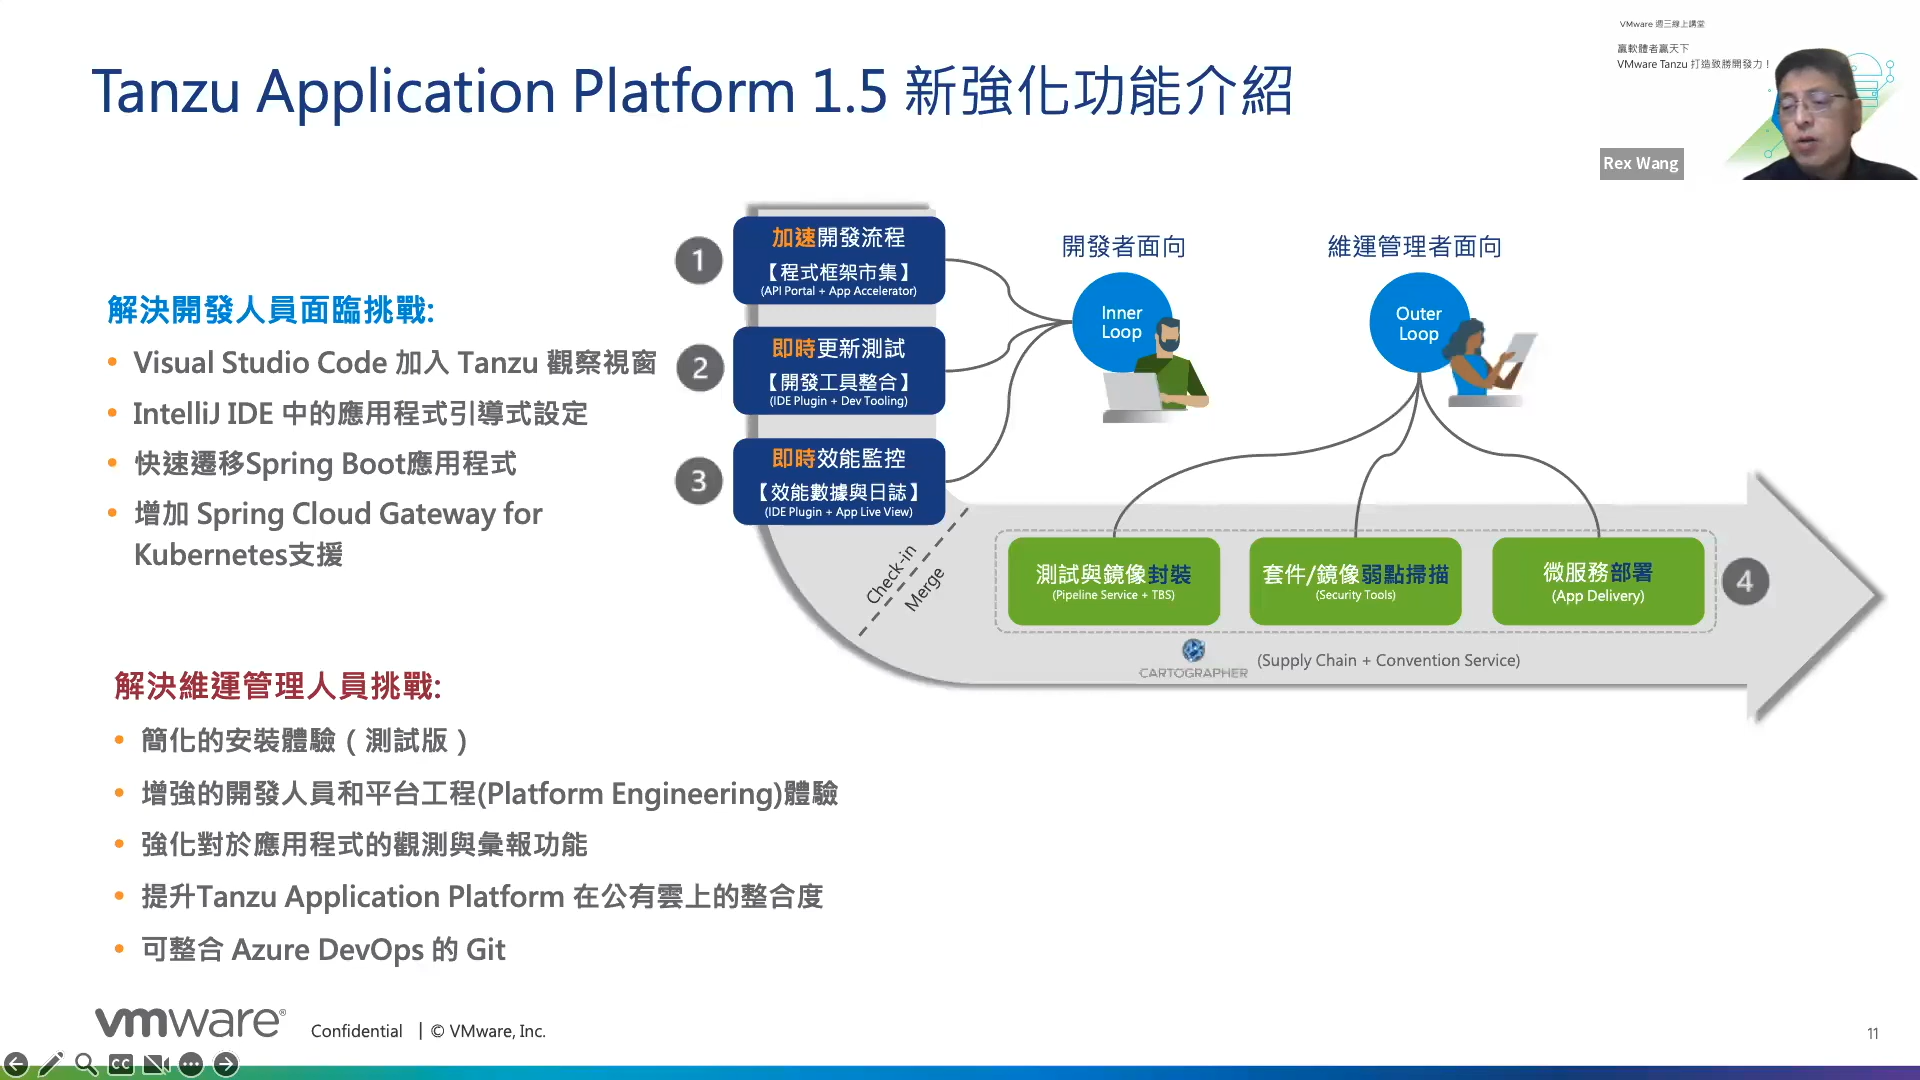 VMware 週三線上講堂
贏軟體者贏天下
VMware Tanzu 打造致勝開發力！
Rex Wang
Tanzu Application Platform 1.5 新強化功能介紹
解決開發人員面臨挑戰:
• Visual Studio Code 加入 Tanzu 觀察視窗
• IntelliJ IDE 中的應用程式引導式設定
• 快速遷移Spring Boot應用程式
• 增加 Spring Cloud Gateway for
Kubernetes支援
解決維運管理人員挑戰:
• 簡化的安裝體驗（測試版）
• 增強的開發人員和平台工程(Platform Engineering)體驗
• 強化對於應用程式的觀測與彙報功能
• 提升Tanzu Application Platform 在公有雲上的整合度
• 可整合 Azure DevOps 的 Git
1
加速開發流程
【程式框架市集】
(API Portal + App Accelerator)
2
即時更新測試
【開發工具整合】
(IDE Plugin + Dev Tooling)
3
即時效能監控
【效能數據與日誌】
(IDE Plugin + App Live View)
開發者面向
Inner
Loop
維運管理者面向
Outer
Loop
Check-in
Merge
測試與鏡像封裝
(Pipeline Service + TBS)
套件/鏡像弱點掃描
(Security Tools)
微服務部署
(App Delivery)
4
CARTOGRAPHER
(Supply Chain + Convention Service)
vmware®
Confidential | © VMware, Inc.
11
CC